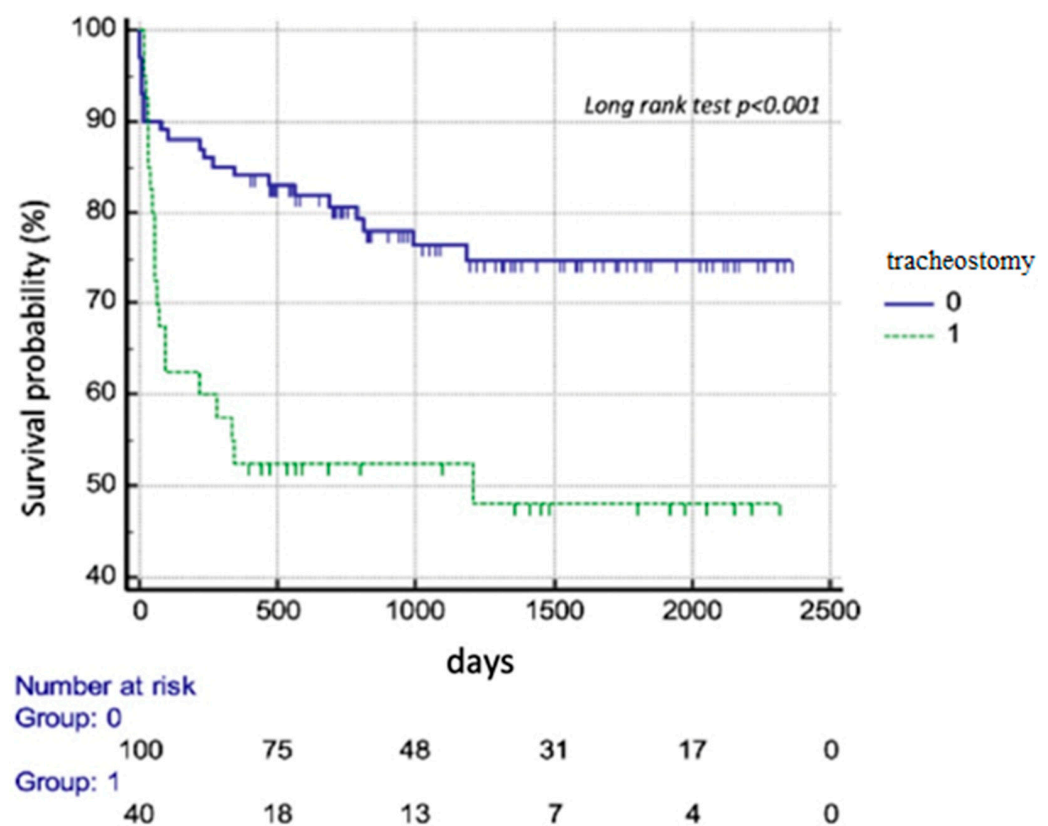 100
90
80
70
60
50
40
Survival probability (%)
Long rank test p<0.001
tracheostomy
0
1
0 500 1000 1500 2000 2500
days
Number at risk
Group: 0
100 75 48 31 17 0
Group: 1
40 18 13 7 4 0